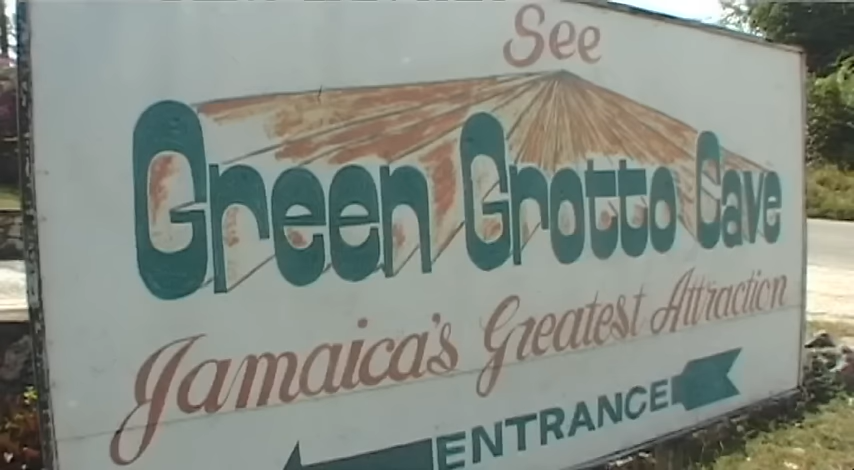 See
Green Grotto Cave
Jamaica's Greatest Attraction
ENTRANCE